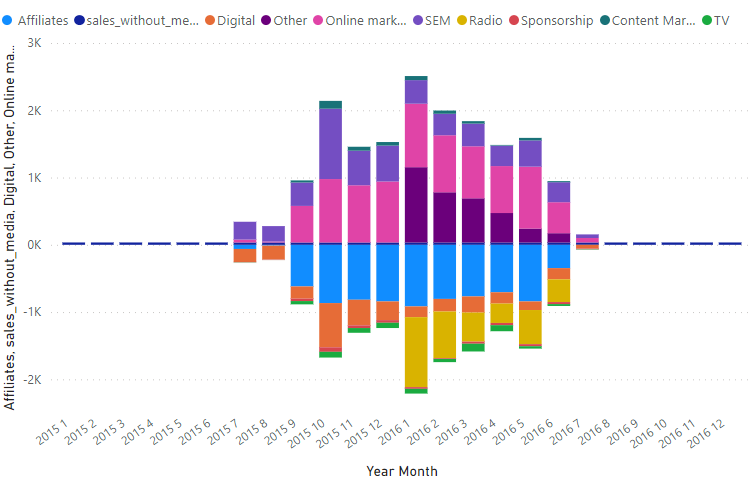 Affiliates sales_without_me... Digital Other Online mark... SEM Radio Sponsorship Content Mar... TV
3K
2K
1K
0K
-1K
-2K
Affiliates, sales_without_media, Digital, Other, Online ma...
2015 1 2015 2 2015 3 2015 4 2015 5 2015 6 2015 7 2015 8 2015 9 2015 10 2015 11 2015 12 2016 1 2016 2 2016 3 2016 4 2016 5 2016 6 2016 7 2016 8 2016 9 2016 10 2016 11 2016 12
Year Month